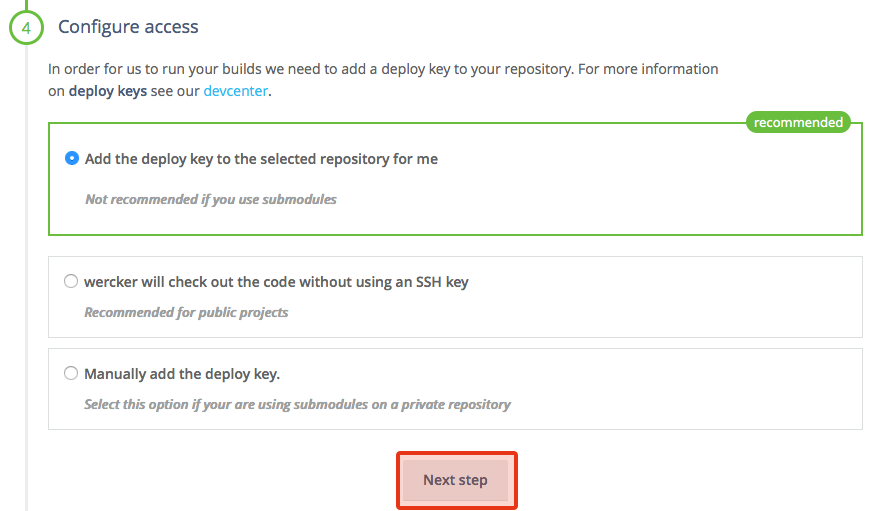 4 Configure access
In order for us to run your builds we need to add a deploy key to your repository. For more information
on deploy keys see our devcenter.
recommended
Add the deploy key to the selected repository for me
Not recommended if you use submodules
wercker will check out the code without using an SSH key
Recommended for public projects
Manually add the deploy key.
Select this option if your are using submodules on a private repository
Next step